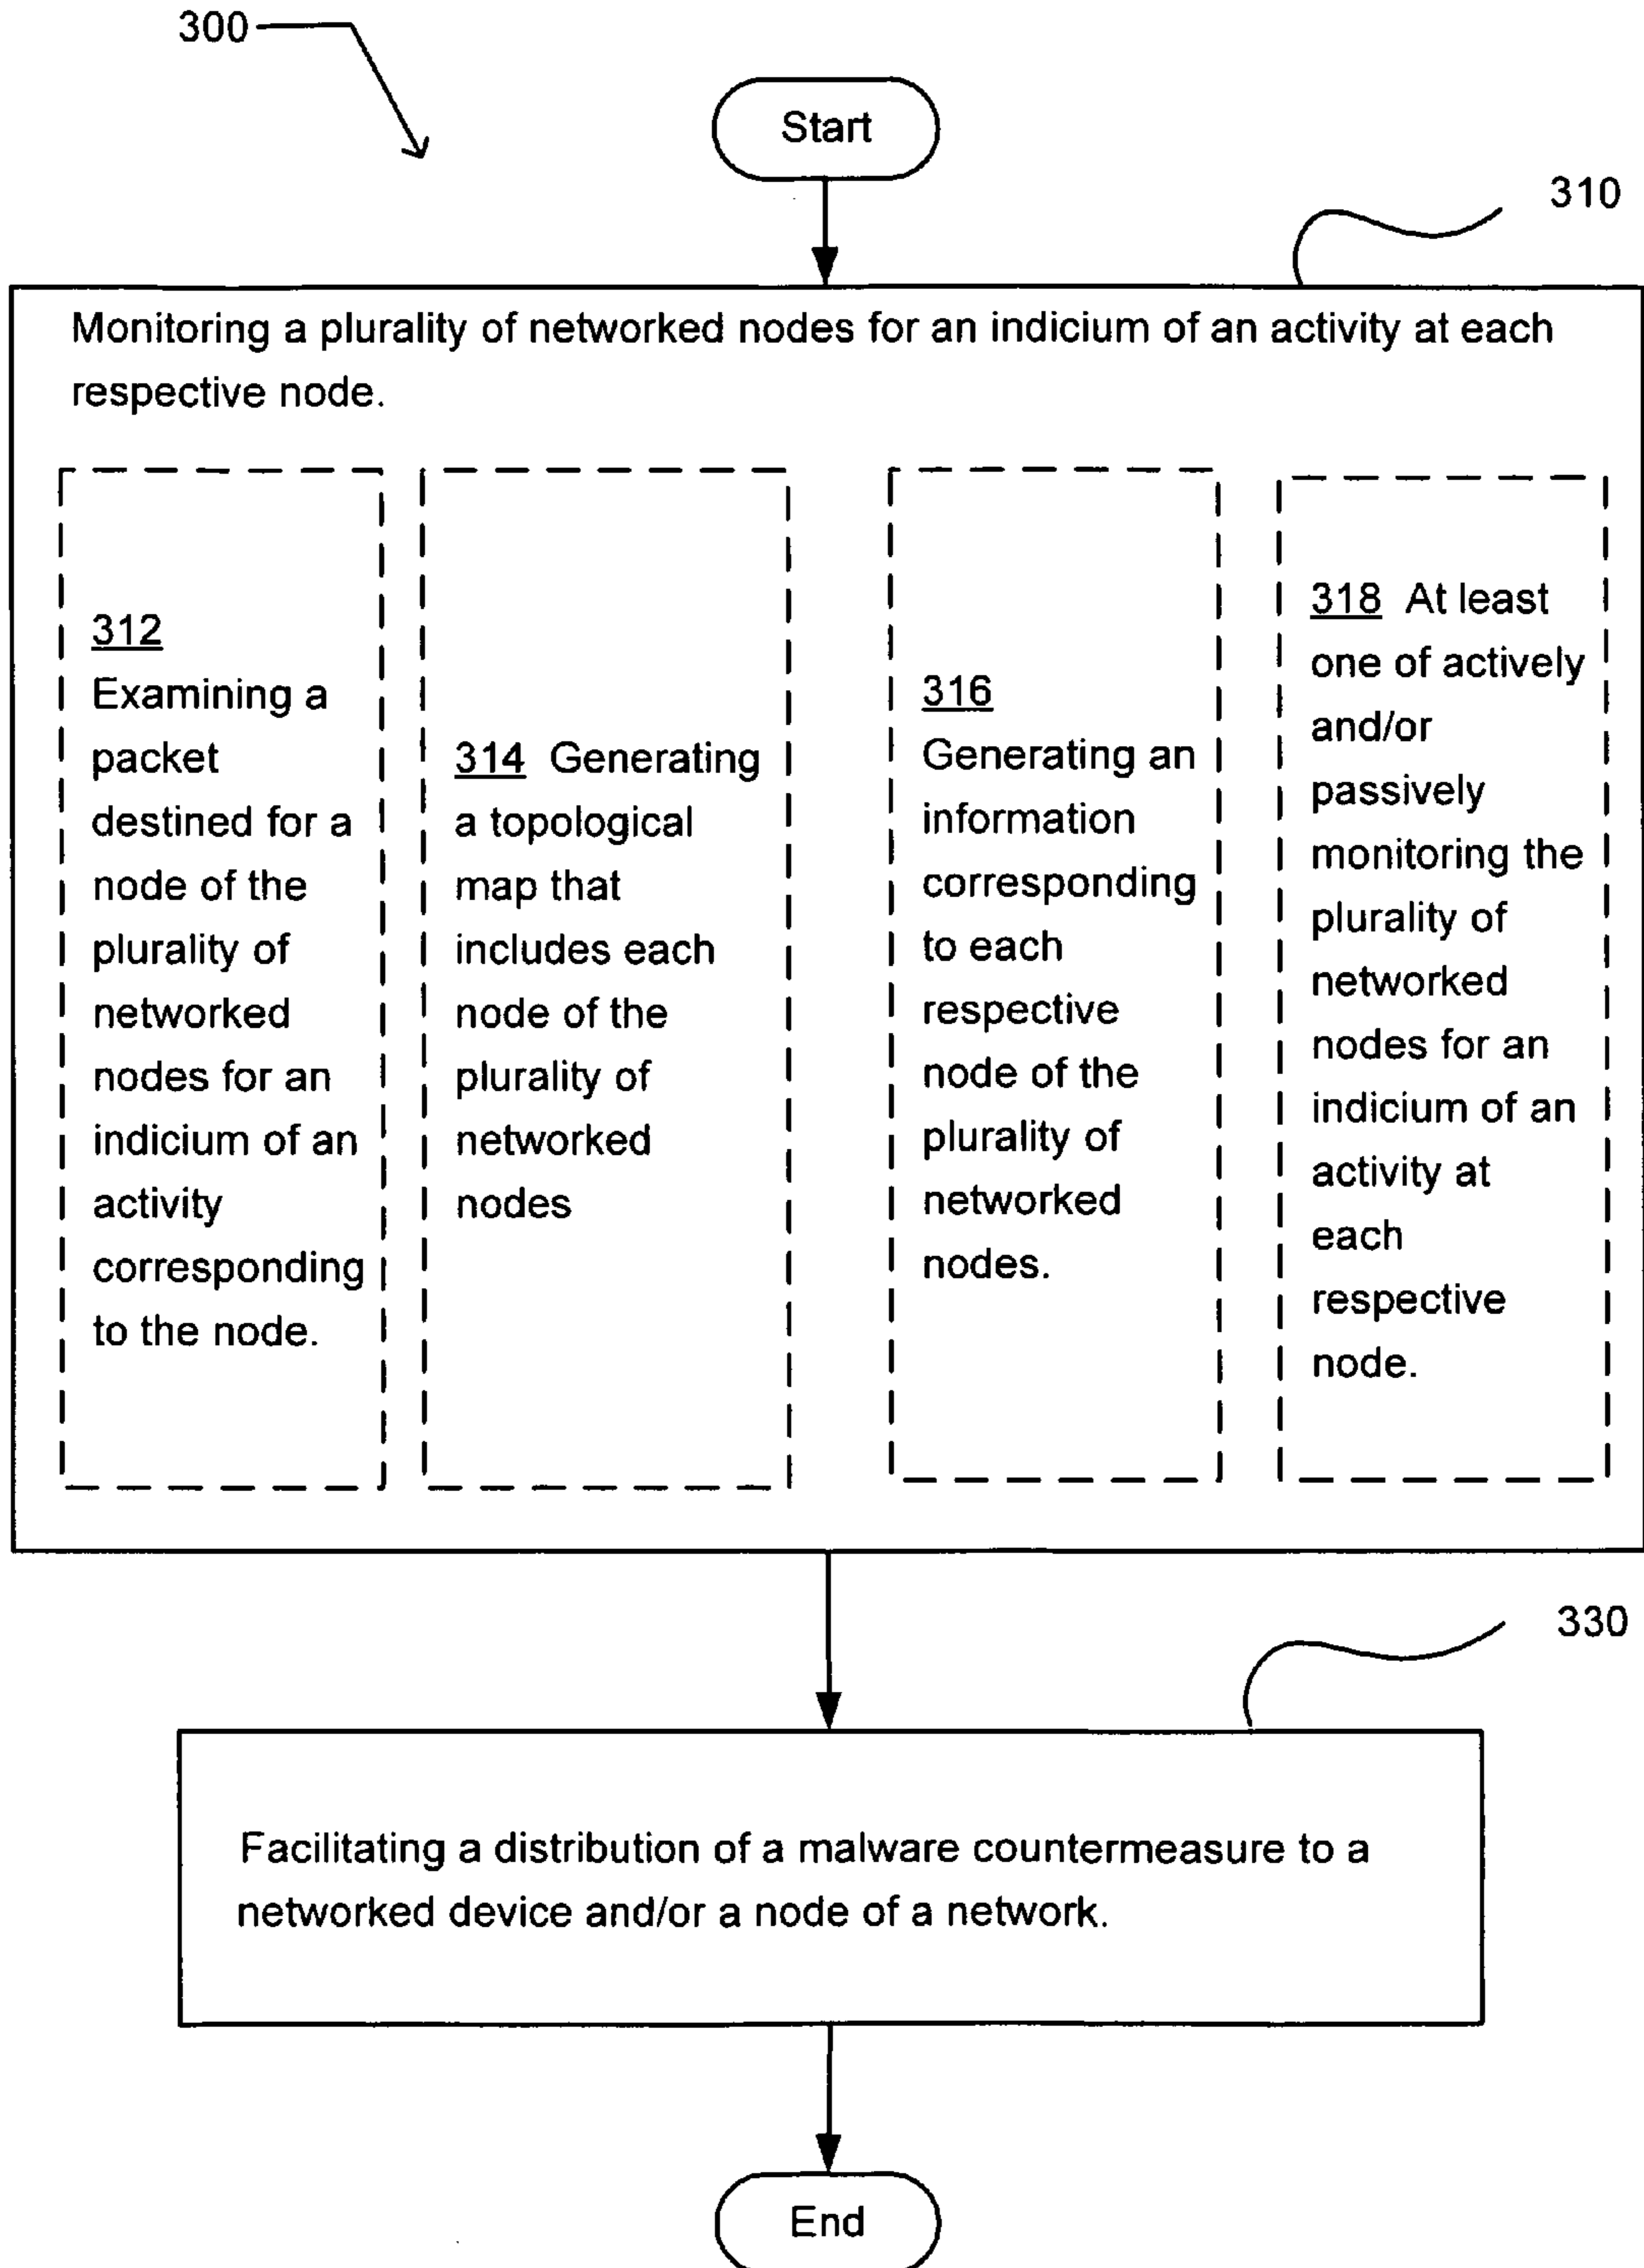 300
Start
310
Monitoring a plurality of networked nodes for an indicium of an activity at each
respective node.
312
Examining a
packet
destined for a
node of the
plurality of
networked
nodes for an
indicium of an
activity
corresponding
to the node.
314 Generating
a topological
map that
includes each
node of the
plurality of
networked
nodes
316
Generating an
information
corresponding
to each
respective
node of the
plurality of
networked
nodes.
318 At least
one of actively
and/or
passively
monitoring the
plurality of
networked
nodes for an
indicium of an
activity at
each
respective
node.
330
Facilitating a distribution of a malware countermeasure to a
networked device and/or a node of a network.
End